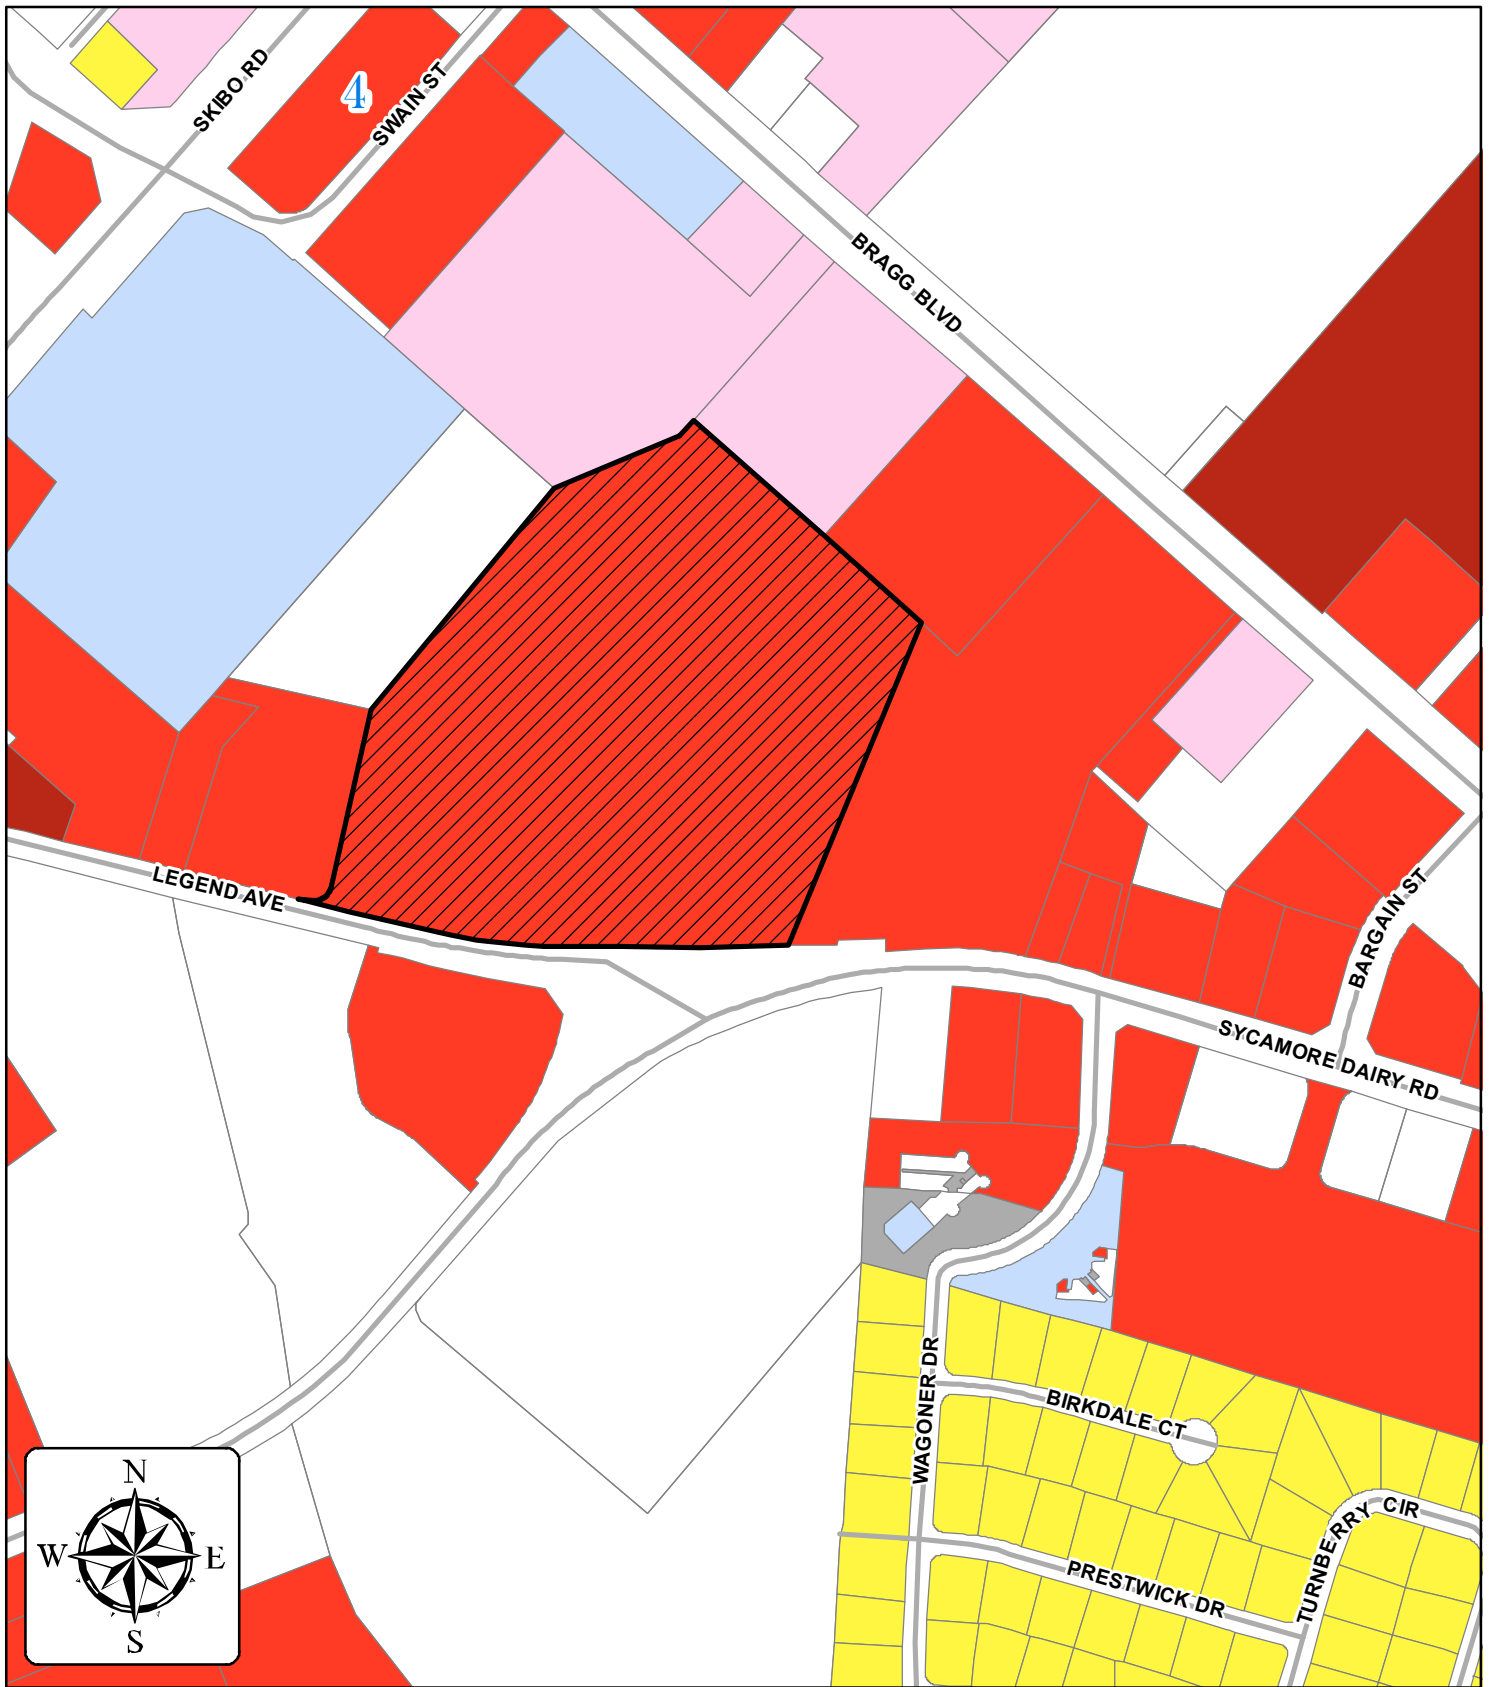 SKIBO RD
4
SWAIN ST
BRAGG BLVD
LEGEND AVE
BARGAIN ST
SYCAMORE DAIRY RD
WAGONER DR
BIRKDALE CT
TURNBERRY CIR
PRESTWICK DR
N
W E
S